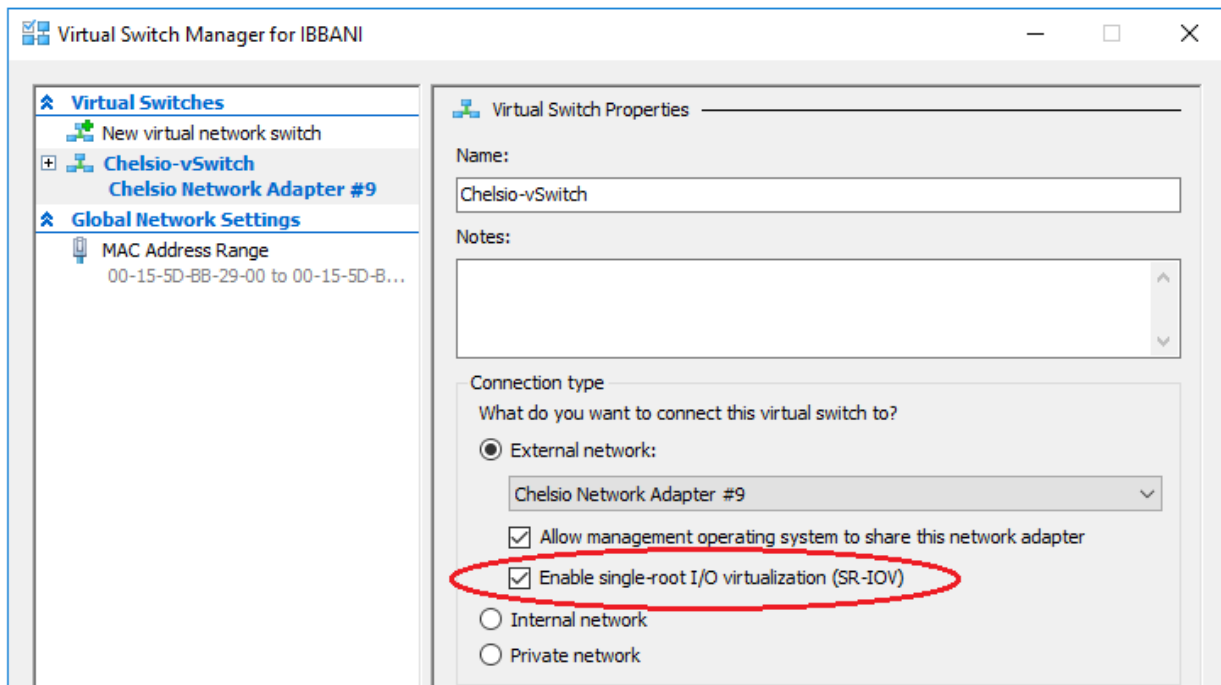 Virtual Switch Manager for IBBANI
Virtual Switches
New virtual network switch
Chelsio-vSwitch
Chelsio Network Adapter #9
Global Network Settings
MAC Address Range
00-15-5D-BB-29-00 to 00-15-5D-B...
Virtual Switch Properties
Name:
Chelsio-vSwitch
Notes:
Connection type
What do you want to connect this virtual switch to?
External network:
Chelsio Network Adapter #9
Allow management operating system to share this network adapter
Enable single-root I/O virtualization (SR-IOV)
Internal network
Private network